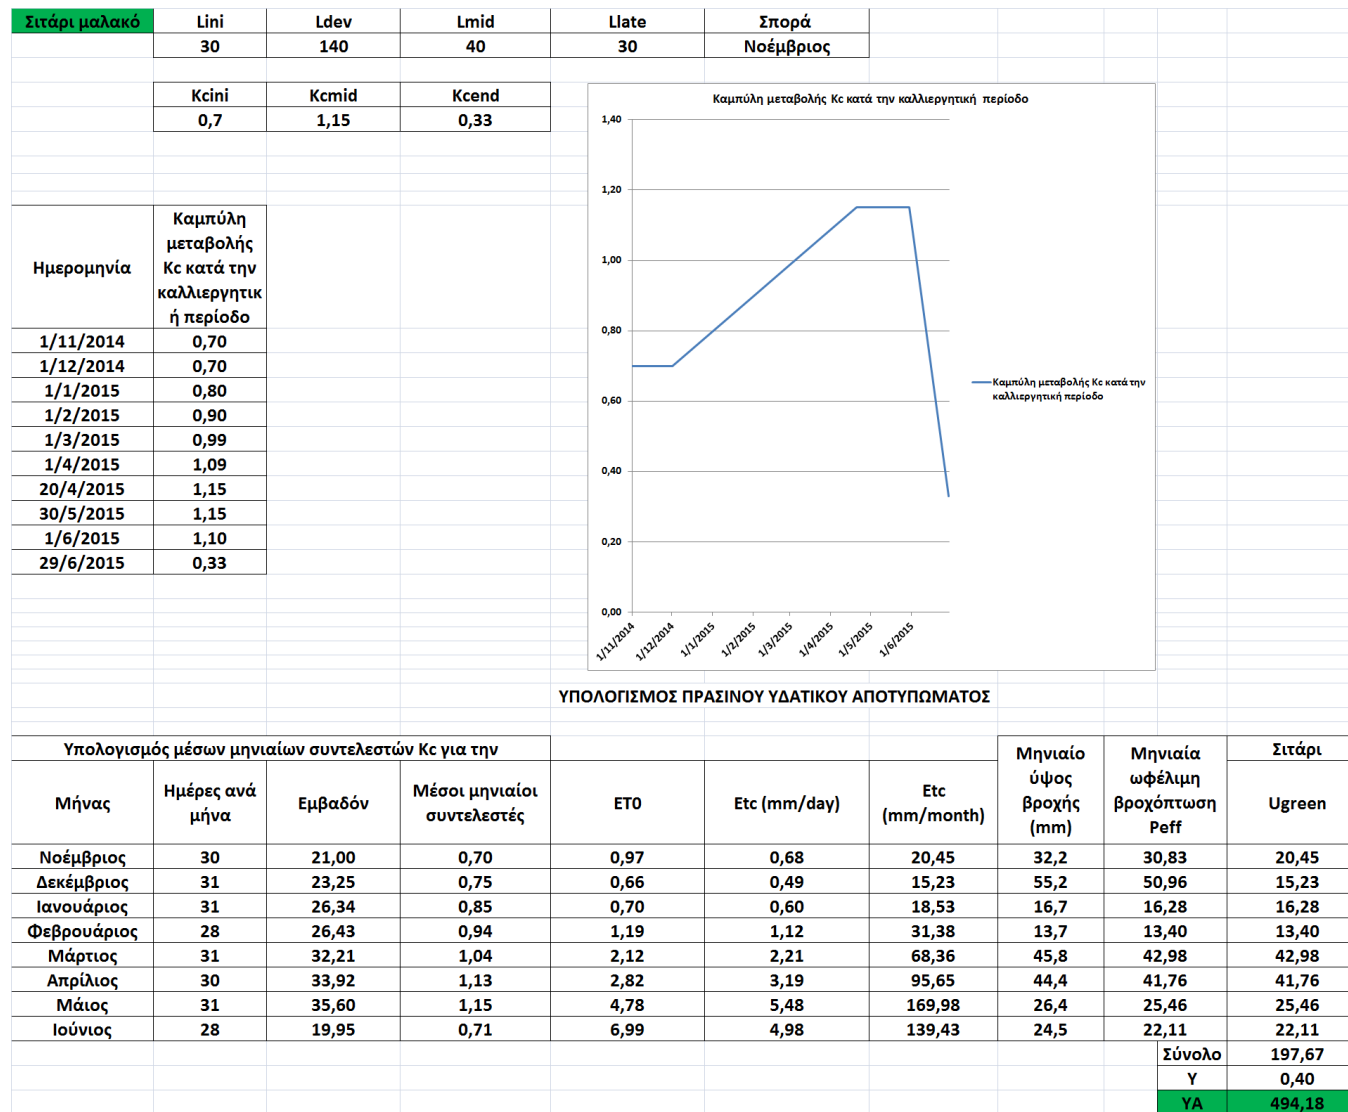 Σιτάρι μαλακό Lini Ldev Lmid Llate Σπορά
30 140 40 30 Νοέμβριος
Kcini Kcmid Kcend
0,7 1,15 0,33
Καμπύλη μεταβολής Kc κατά την καλλιεργητική περίοδο
1,40
1,20
1,00
0,80
0,60
0,40
0,20
0,00
1/11/2014
1/12/2014
1/1/2015
1/2/2015
1/3/2015
1/4/2015
1/5/2015
1/6/2015
Καμπύλη μεταβολής Kc κατά την
καλλιεργητική περίοδο
Ημερομηνία
Καμπύλη
μεταβολής
Kc κατά την
καλλιεργητικ
ή περίοδο
1/11/2014 0,70
1/12/2014 0,70
1/1/2015 0,80
1/2/2015 0,90
1/3/2015 0,99
1/4/2015 1,09
20/4/2015 1,15
30/5/2015 1,15
1/6/2015 1,10
29/6/2015 0,33
ΥΠΟΛΟΓΙΣΜΟΣ ΠΡΑΣΙΝΟΥ ΥΔΑΤΙΚΟΥ ΑΠΟΤΥΠΩΜΑΤΟΣ
Υπολογισμός μέσων μηνιαίων συντελεστών Kc για την
Μήνας
Ημέρες ανά
μήνα
Εμβαδόν
Μέσοι μηνιαίοι
συντελεστές
ET0
Etc (mm/day)
Etc
(mm/month)
Μηνιαίο
ύψος
βροχής
(mm)
Μηνιαία
ωφέλιμη
βροχόπτωση
Peff
Σιτάρι
Ugreen
Νοέμβριος 30 21,00 0,70 0,97 0,68 20,45 32,2 30,83 20,45
Δεκέμβριος 31 23,25 0,75 0,66 0,49 15,23 55,2 50,96 15,23
Ιανουάριος 31 26,34 0,85 0,70 0,60 18,53 16,7 16,28 16,28
Φεβρουάριος 28 26,43 0,94 1,19 1,12 31,38 13,7 13,40 13,40
Μάρτιος 31 32,21 1,04 2,12 2,21 68,36 45,8 42,98 42,98
Απρίλιος 30 33,92 1,13 2,82 3,19 95,65 44,4 41,76 41,76
Μάιος 31 35,60 1,15 4,78 5,48 169,98 26,4 25,46 25,46
Ιούνιος 28 19,95 0,71 6,99 4,98 139,43 24,5 22,11 22,11
Σύνολο 197,67
Y 0,40
ΥΑ 494,18